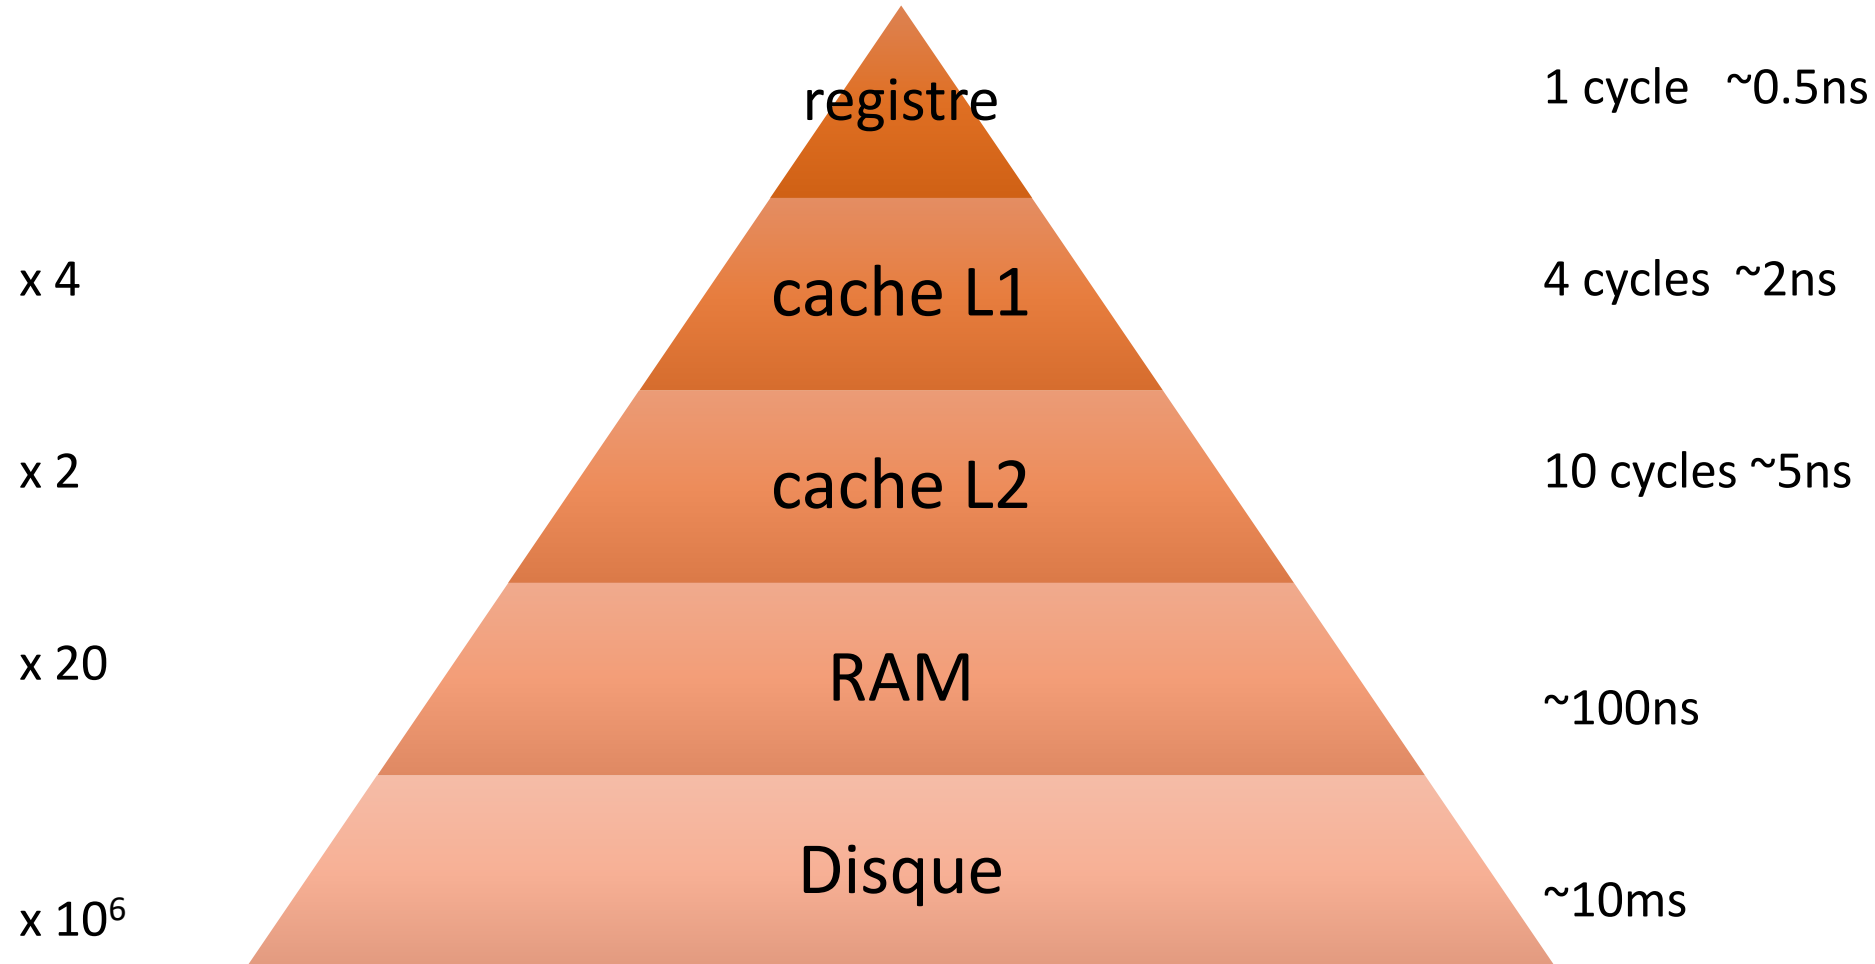 registre 1 cycle ~0.5ns
x 4 cache L1 4 cycles ~2ns
x 2 cache L2 10 cycles ~5ns
x 20 RAM ~100ns
x 10⁶ Disque ~10ms